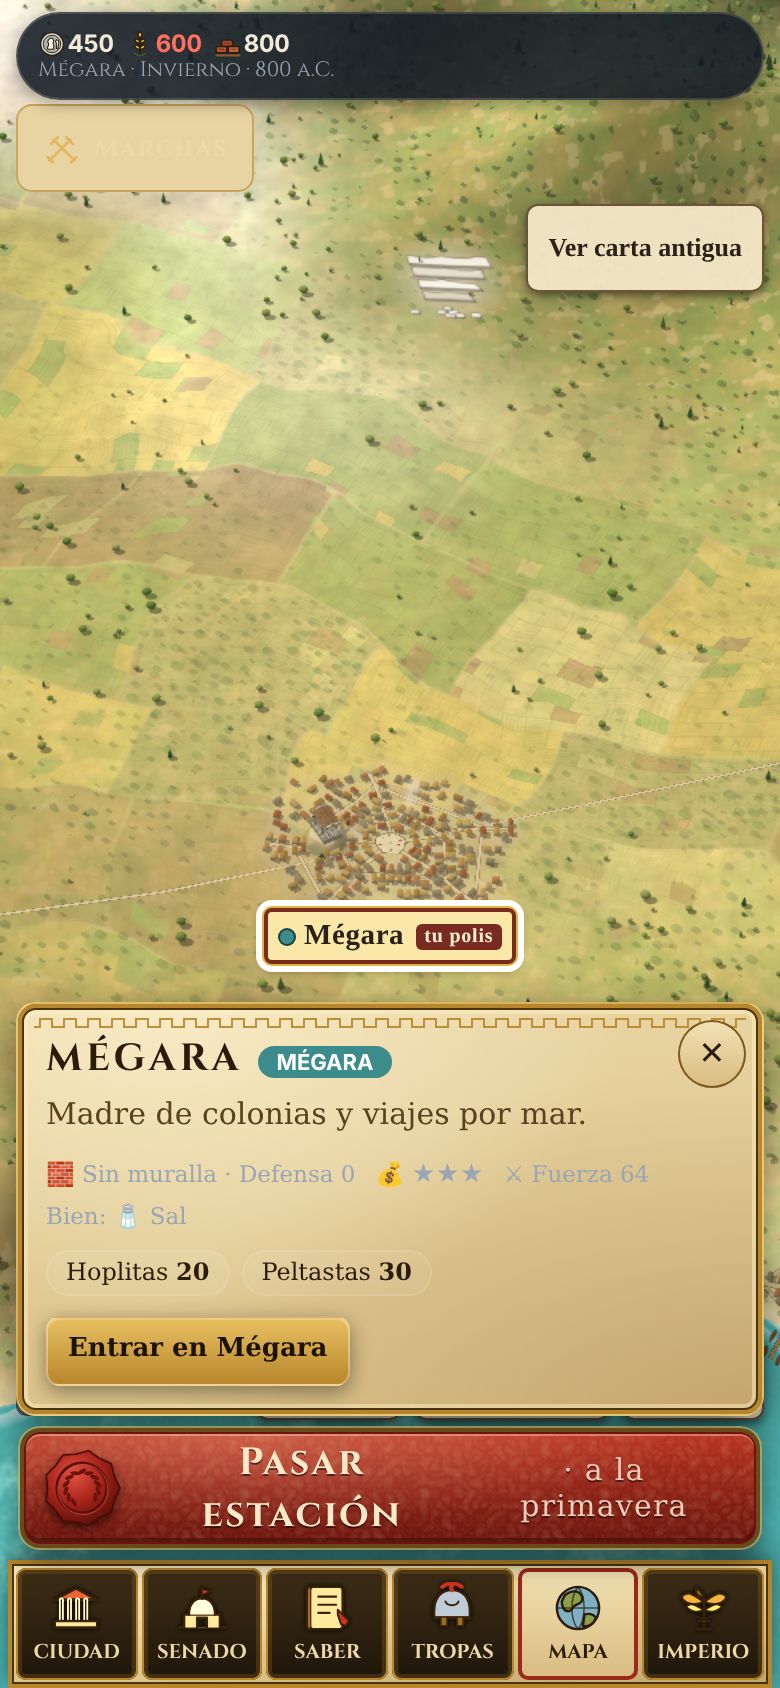 450 600 800
MÉGARA · INVIERNO · 800 A.C.
MARCHAS
Ver carta antigua
Mégara tu polis
MÉGARA MÉGARA
✕
Madre de colonias y viajes por mar.
Sin muralla · Defensa 0 ★★★ Fuerza 64
Bien: Sal
Hoplitas 20 Peltastas 30
Entrar en Mégara
PASAR ESTACIÓN
· a la primavera
CIUDAD SENADO SABER TROPAS MAPA IMPERIO